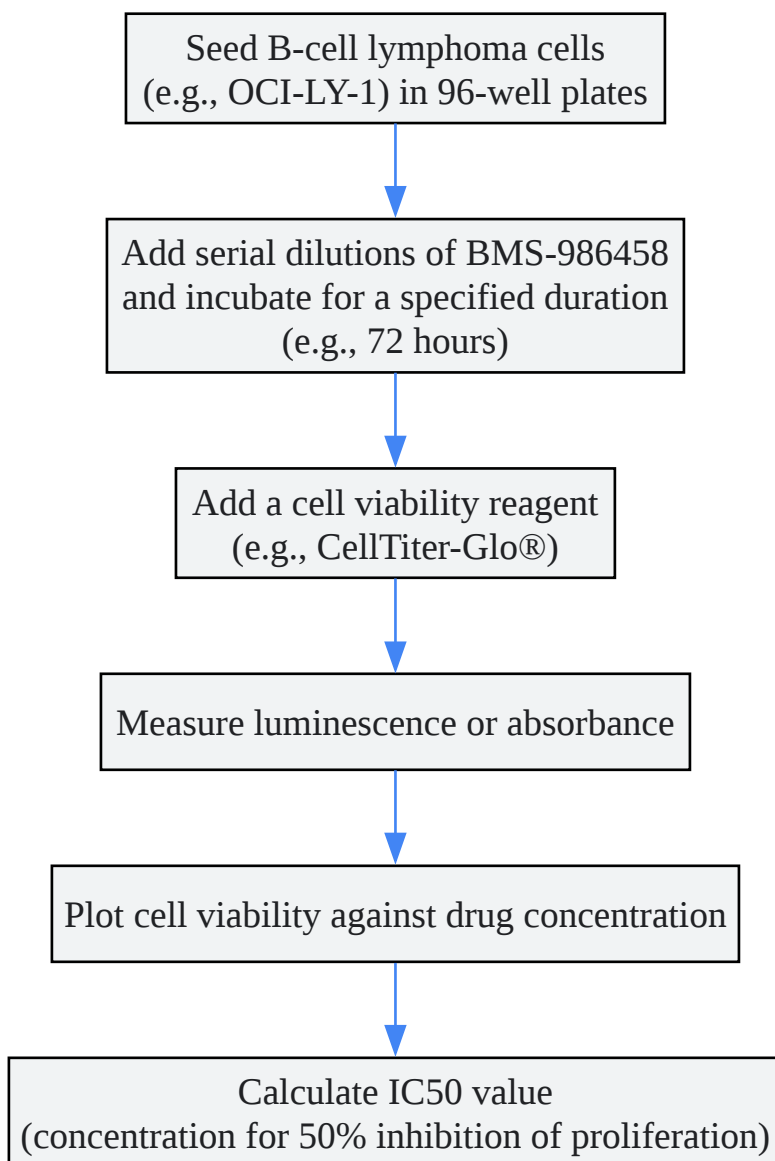 Seed B-cell lymphoma cells
(e.g., OCI-LY-1) in 96-well plates
Add serial dilutions of BMS-986458
and incubate for a specified duration
(e.g., 72 hours)
Add a cell viability reagent
(e.g., CellTiter-Glo®)
Measure luminescence or absorbance
Plot cell viability against drug concentration
Calculate IC50 value
(concentration for 50% inhibition of proliferation)